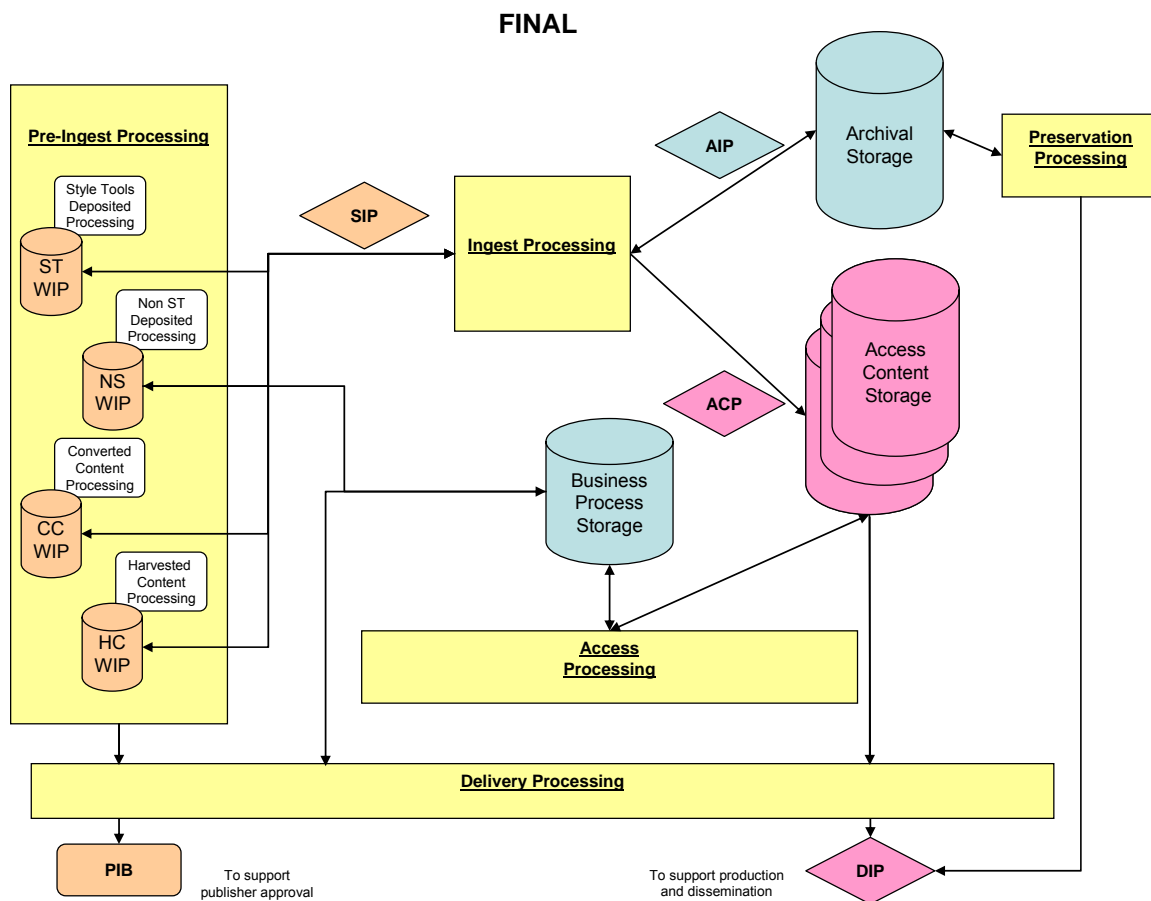 FINAL
Pre-Ingest Processing
Style Tools
Deposited
Processing
ST
WIP
Non ST
Deposited
Processing
NS
WIP
Converted
Content
Processing
CC
WIP
Harvested
Content
Processing
HC
WIP
SIP
Ingest Processing
AIP
Archival
Storage
Preservation
Processing
ACP
Access
Content
Storage
Business
Process
Storage
Access
Processing
Delivery Processing
PIB
To support
publisher approval
To support production
and dissemination
DIP